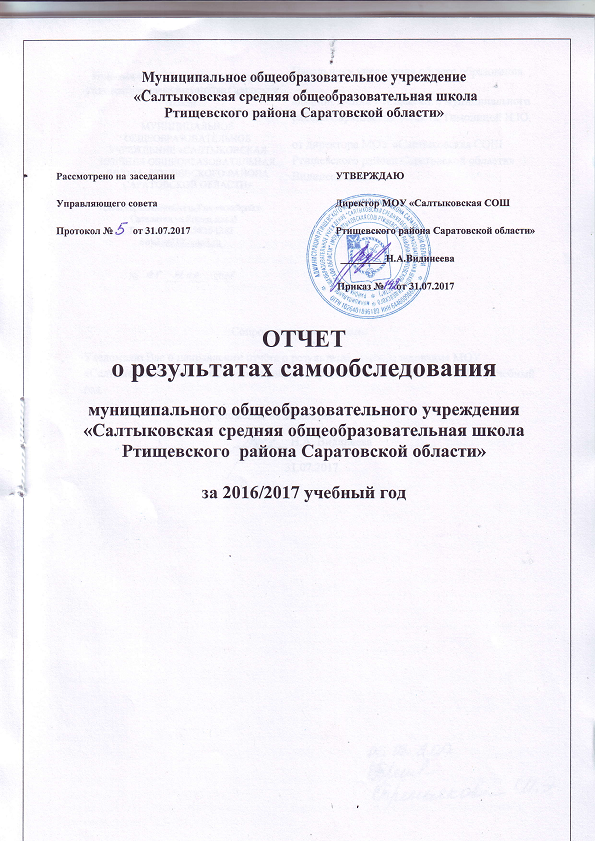 Муниципальное общеобразовательное учреждение
«Салтыковская средняя общеобразовательная школа
Ртищевского района Саратовской области»
Рассмотрено на заседании
Управляющего совета
Протокол № 5 от 31.07.2017
УТВЕРЖДАЮ
Директор МОУ «Салтыковская СОШ
Ртищевского района Саратовской области»
Н.А.Видинеева
Приказ № от 31.07.2017
ОТЧЕТ
о результатах самообследования
муниципального общеобразовательного учреждения
«Салтыковская средняя общеобразовательная школа
Ртищевского района Саратовской области»
за 2016/2017 учебный год